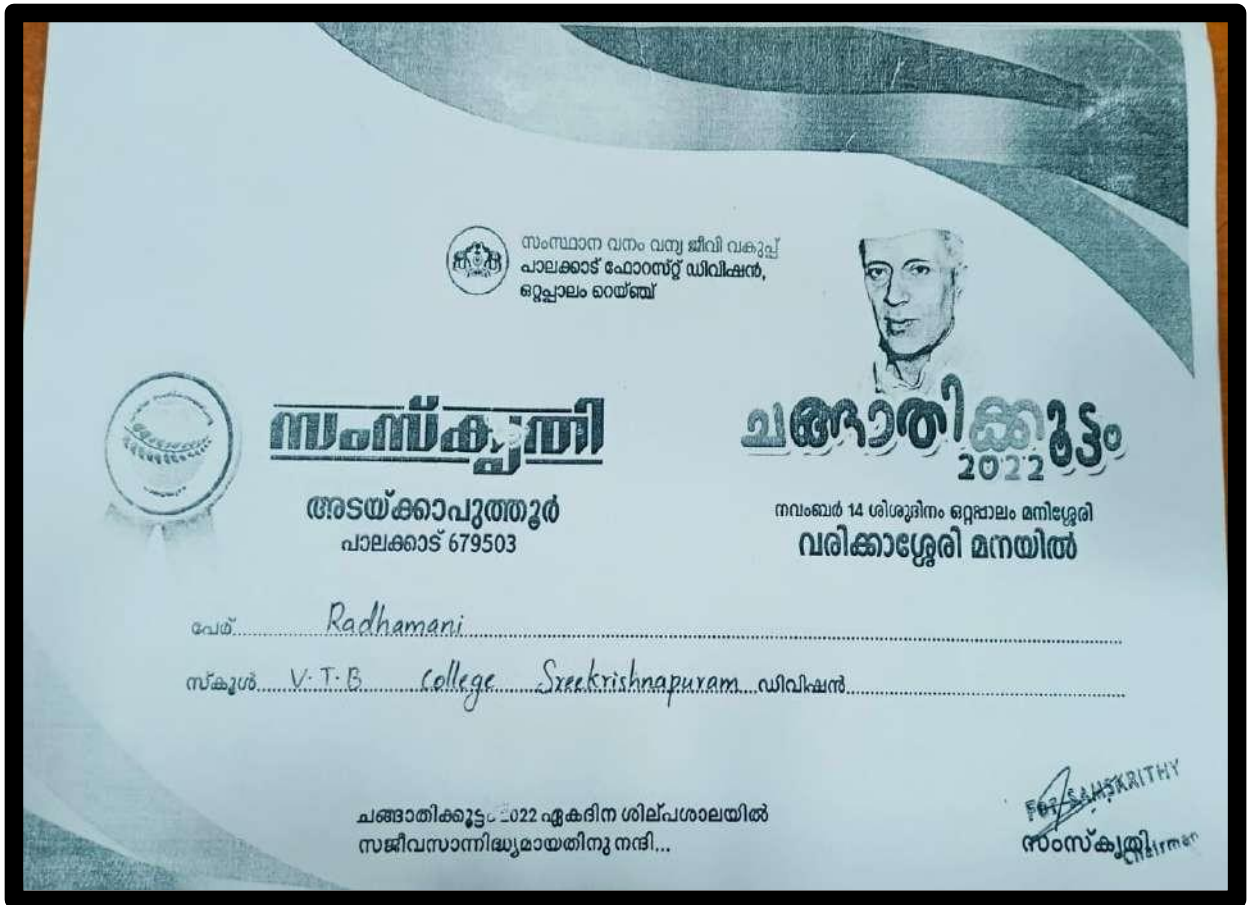 സംസ്ഥാന വനം വന്യ ജീവി വകുപ്പ്
പാലക്കാട് ഫോറസ്റ്റ് ഡിവിഷൻ,
ഒറ്റപ്പാലം റെയ്ഞ്ച്
സംസ്കൃതി
അടയ്ക്കാപുത്തൂർ
പാലക്കാട് 679503
ചങ്ങാതിക്കൂട്ടം
2022
നവംബർ 14 ശിശുദിനം ഒറ്റപ്പാലം മനിശ്ശേരി
വരിക്കാശ്ശേരി മനയിൽ
പേര് Radhamani
സ്കൂൾ V.T.B College Sreekrishnapuram ഡിവിഷൻ
ചങ്ങാതിക്കൂട്ടം 2022 ഏകദിന ശില്പശാലയിൽ
സജീവസാന്നിദ്ധ്യമായതിനു നന്ദി...
For SAMSKRITHY
സംസ്കൃതി
Chairman